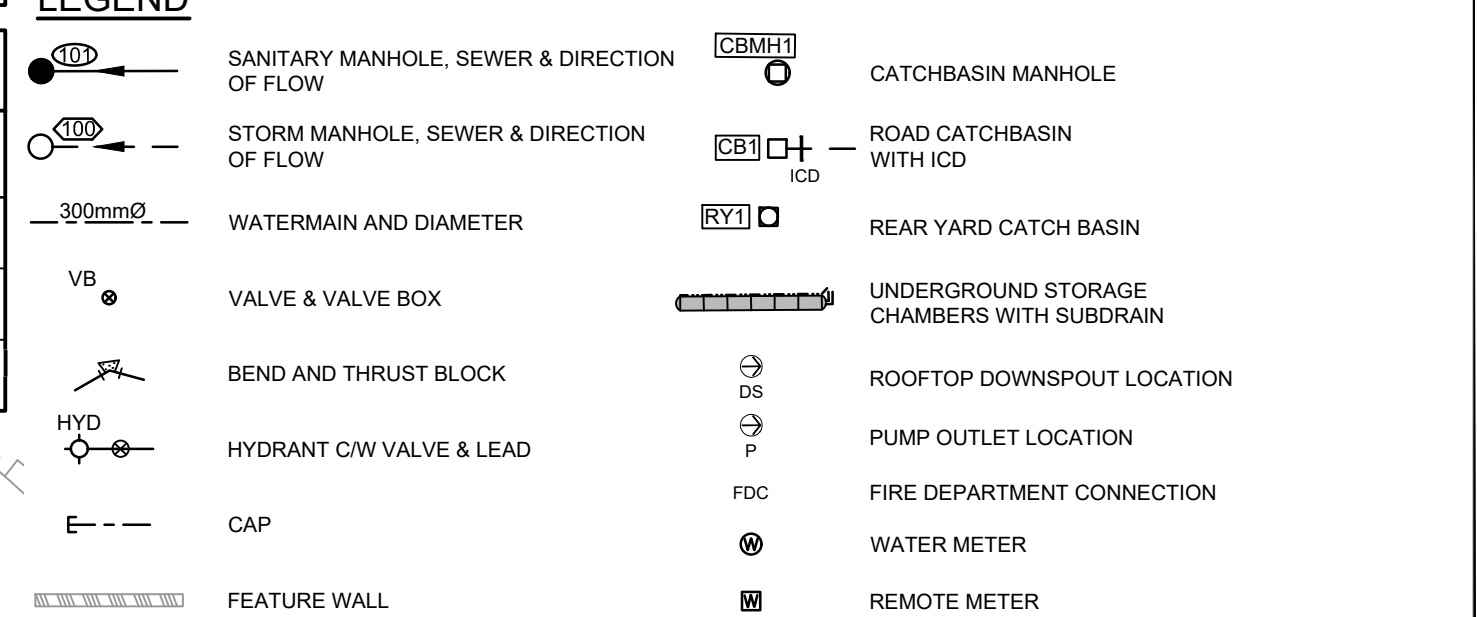 LEGEND
101
SANITARY MANHOLE, SEWER & DIRECTION
OF FLOW
100
STORM MANHOLE, SEWER & DIRECTION
OF FLOW
300mmØ
WATERMAIN AND DIAMETER
VB
VALVE & VALVE BOX
BEND AND THRUST BLOCK
HYD
HYDRANT C/W VALVE & LEAD
CAP
FEATURE WALL
CBMH1
CATCHBASIN MANHOLE
CB1
ICD
ROAD CATCHBASIN
WITH ICD
RY1
REAR YARD CATCH BASIN
UNDERGROUND STORAGE
CHAMBERS WITH SUBDRAIN
DS
ROOFTOP DOWNSPOUT LOCATION
P
PUMP OUTLET LOCATION
FDC
FIRE DEPARTMENT CONNECTION
W
WATER METER
W
REMOTE METER